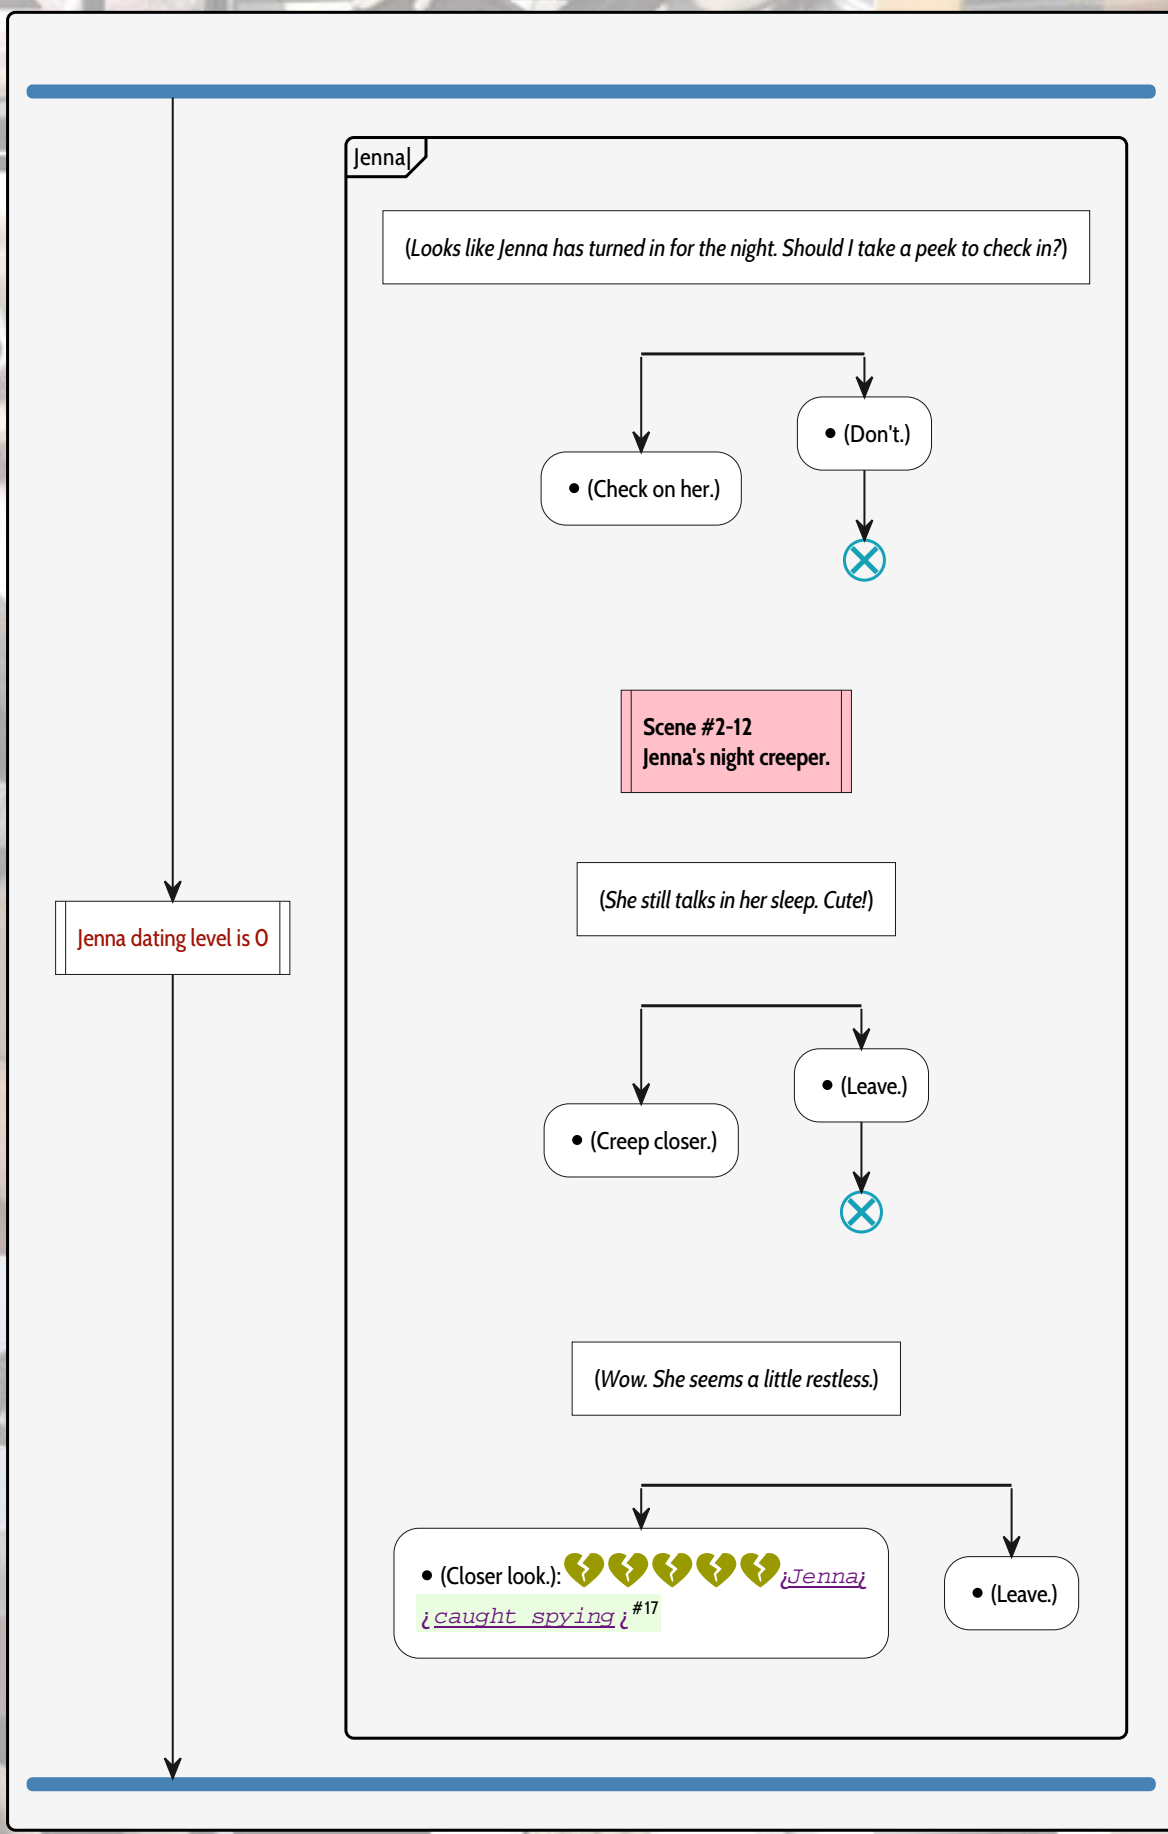 Jenna|
(Looks like Jenna has turned in for the night. Should I take a peek to check in?)
• (Don't.)
• (Check on her.)
Scene #2-12
Jenna's night creeper.
(She still talks in her sleep. Cute!)
Jenna dating level is 0
• (Leave.)
• (Creep closer.)
(Wow. She seems a little restless.)
• (Closer look.): 💔💔💔💔💔¿Jenna¿
¿caught spying¿#17
• (Leave.)